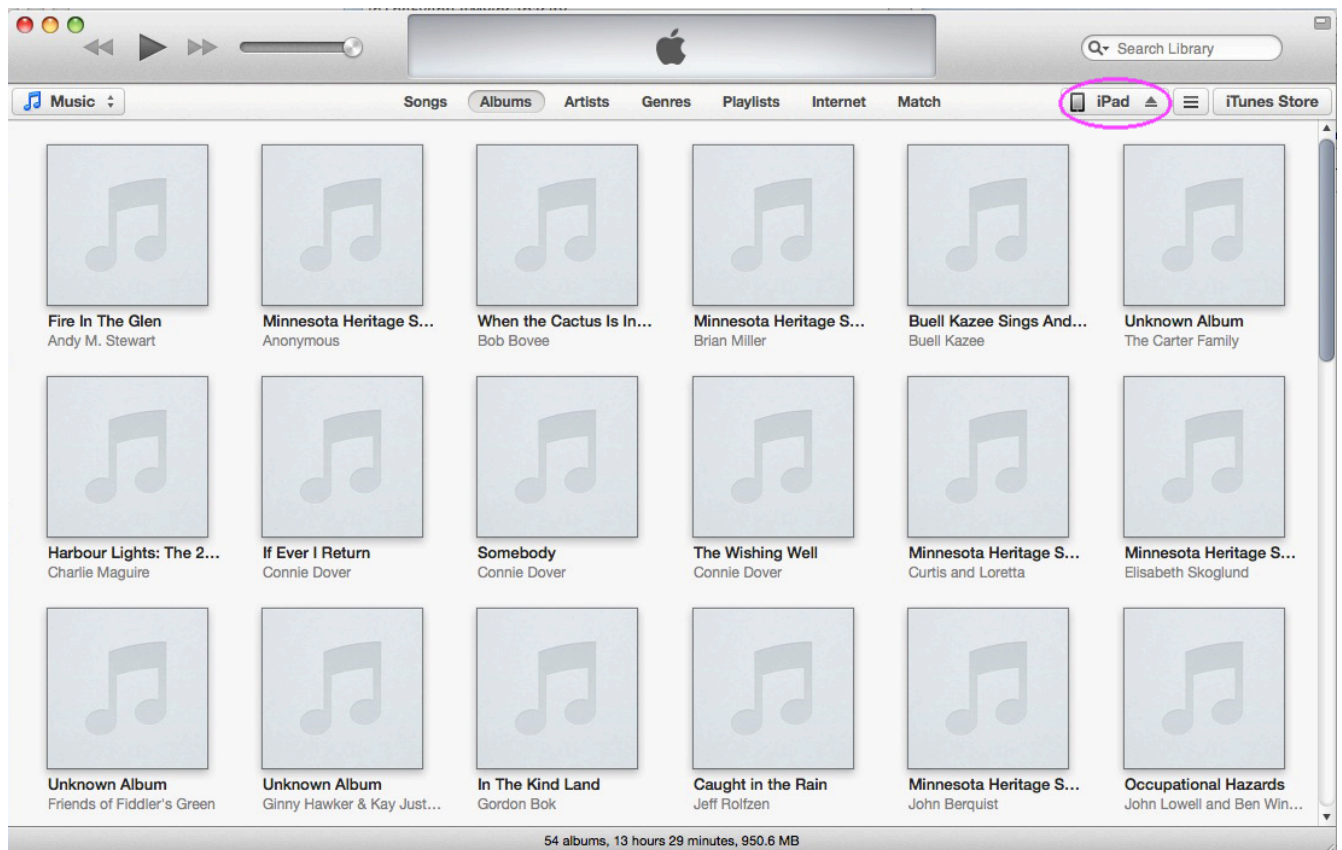 Search Library
Music
Songs Albums Artists Genres Playlists Internet Match
iPad
iTunes Store
Fire In The Glen
Andy M. Stewart
Minnesota Heritage S...
Anonymous
When the Cactus Is In...
Bob Bovee
Minnesota Heritage S...
Brian Miller
Buell Kazee Sings And...
Buell Kazee
Unknown Album
The Carter Family
Harbour Lights: The 2...
Charlie Maguire
If Ever I Return
Connie Dover
Somebody
Connie Dover
The Wishing Well
Connie Dover
Minnesota Heritage S...
Curtis and Loretta
Minnesota Heritage S...
Elisabeth Skoglund
Unknown Album
Friends of Fiddler's Green
Unknown Album
Ginny Hawker & Kay Just...
In The Kind Land
Gordon Bok
Caught in the Rain
Jeff Rolfzen
Minnesota Heritage S...
John Berquist
Occupational Hazards
John Lowell and Ben Win...
54 albums, 13 hours 29 minutes, 950.6 MB